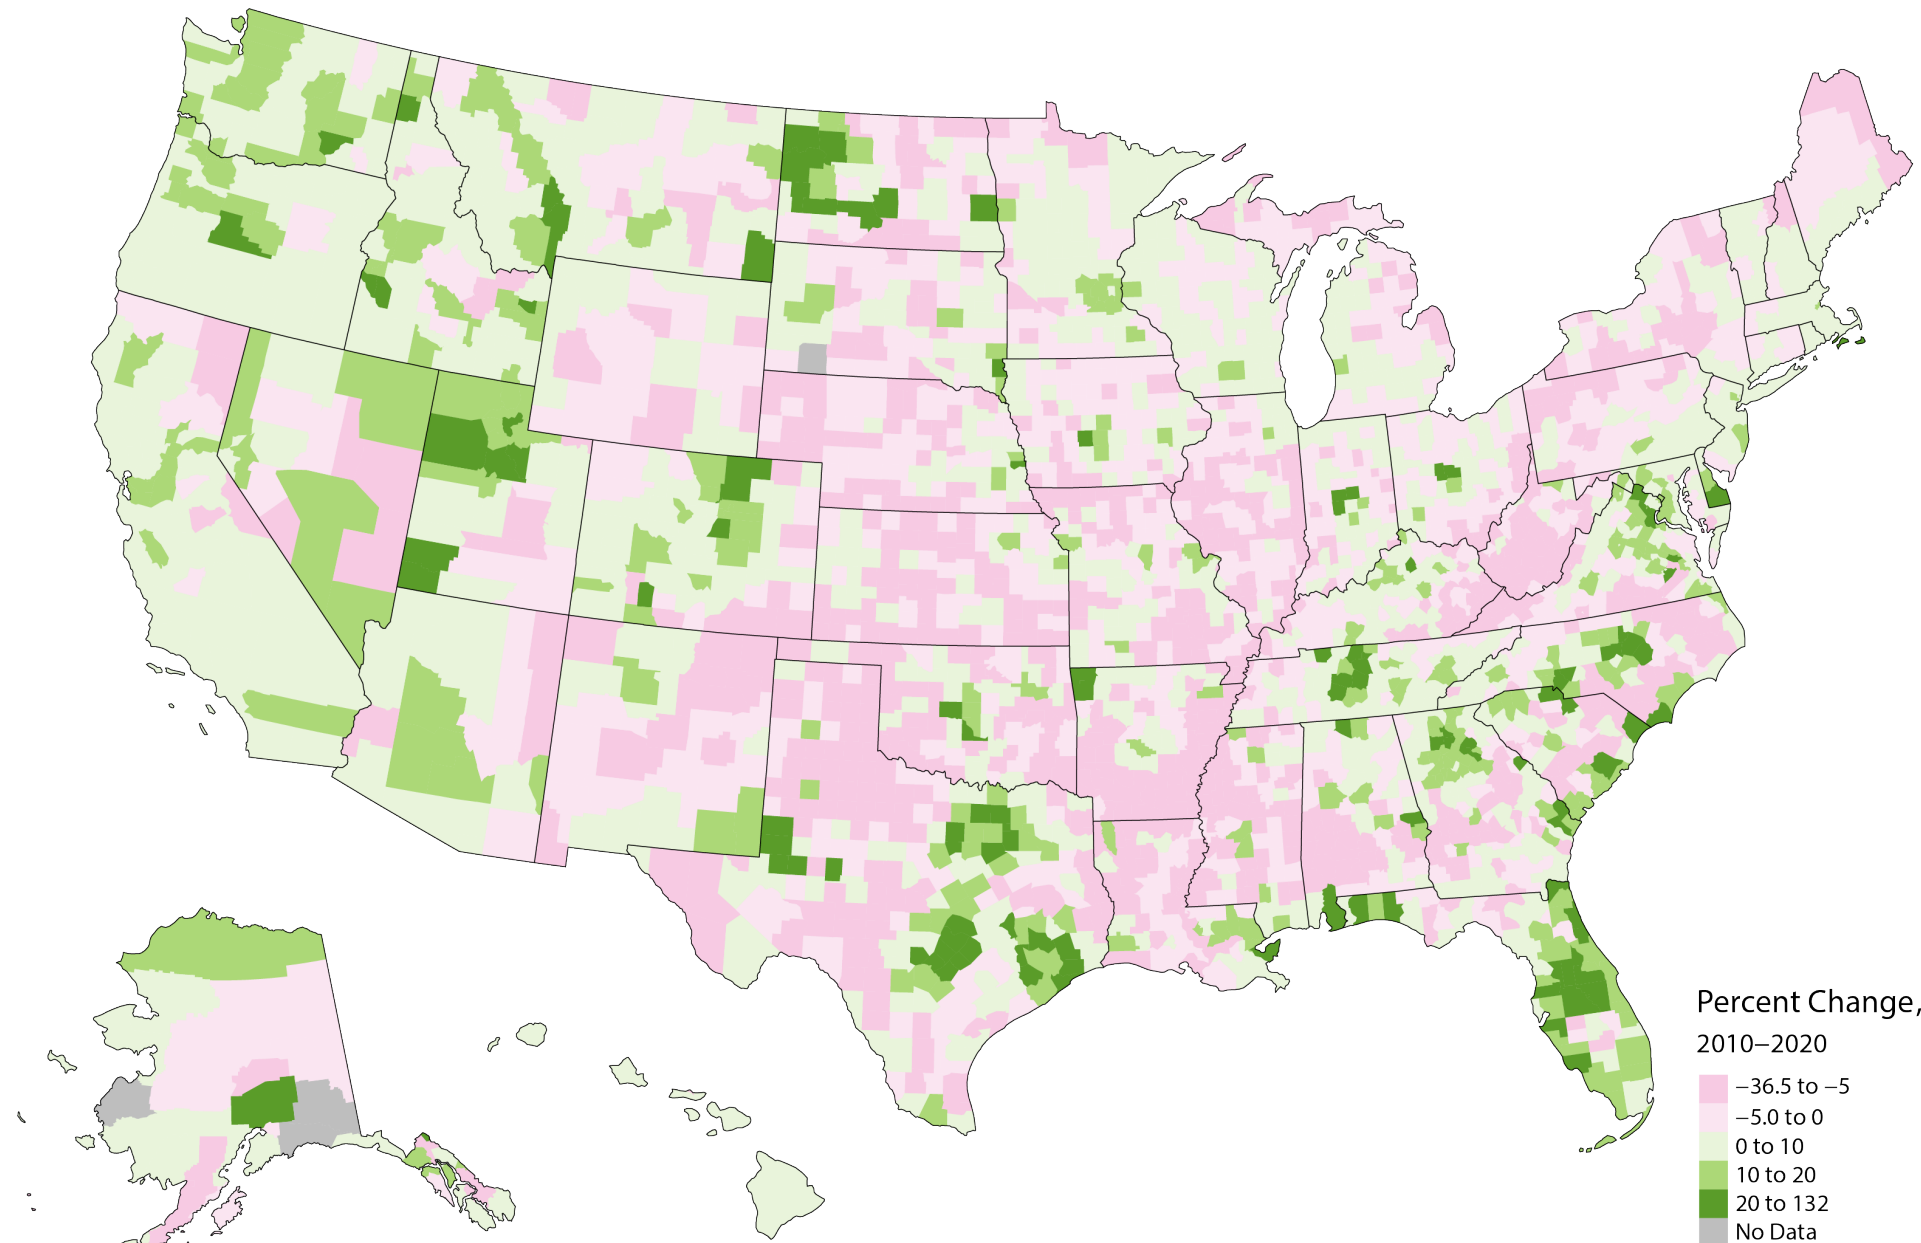 Percent Change,
2010–2020
−36.5 to −5
−5.0 to 0
0 to 10
10 to 20
20 to 132
No Data